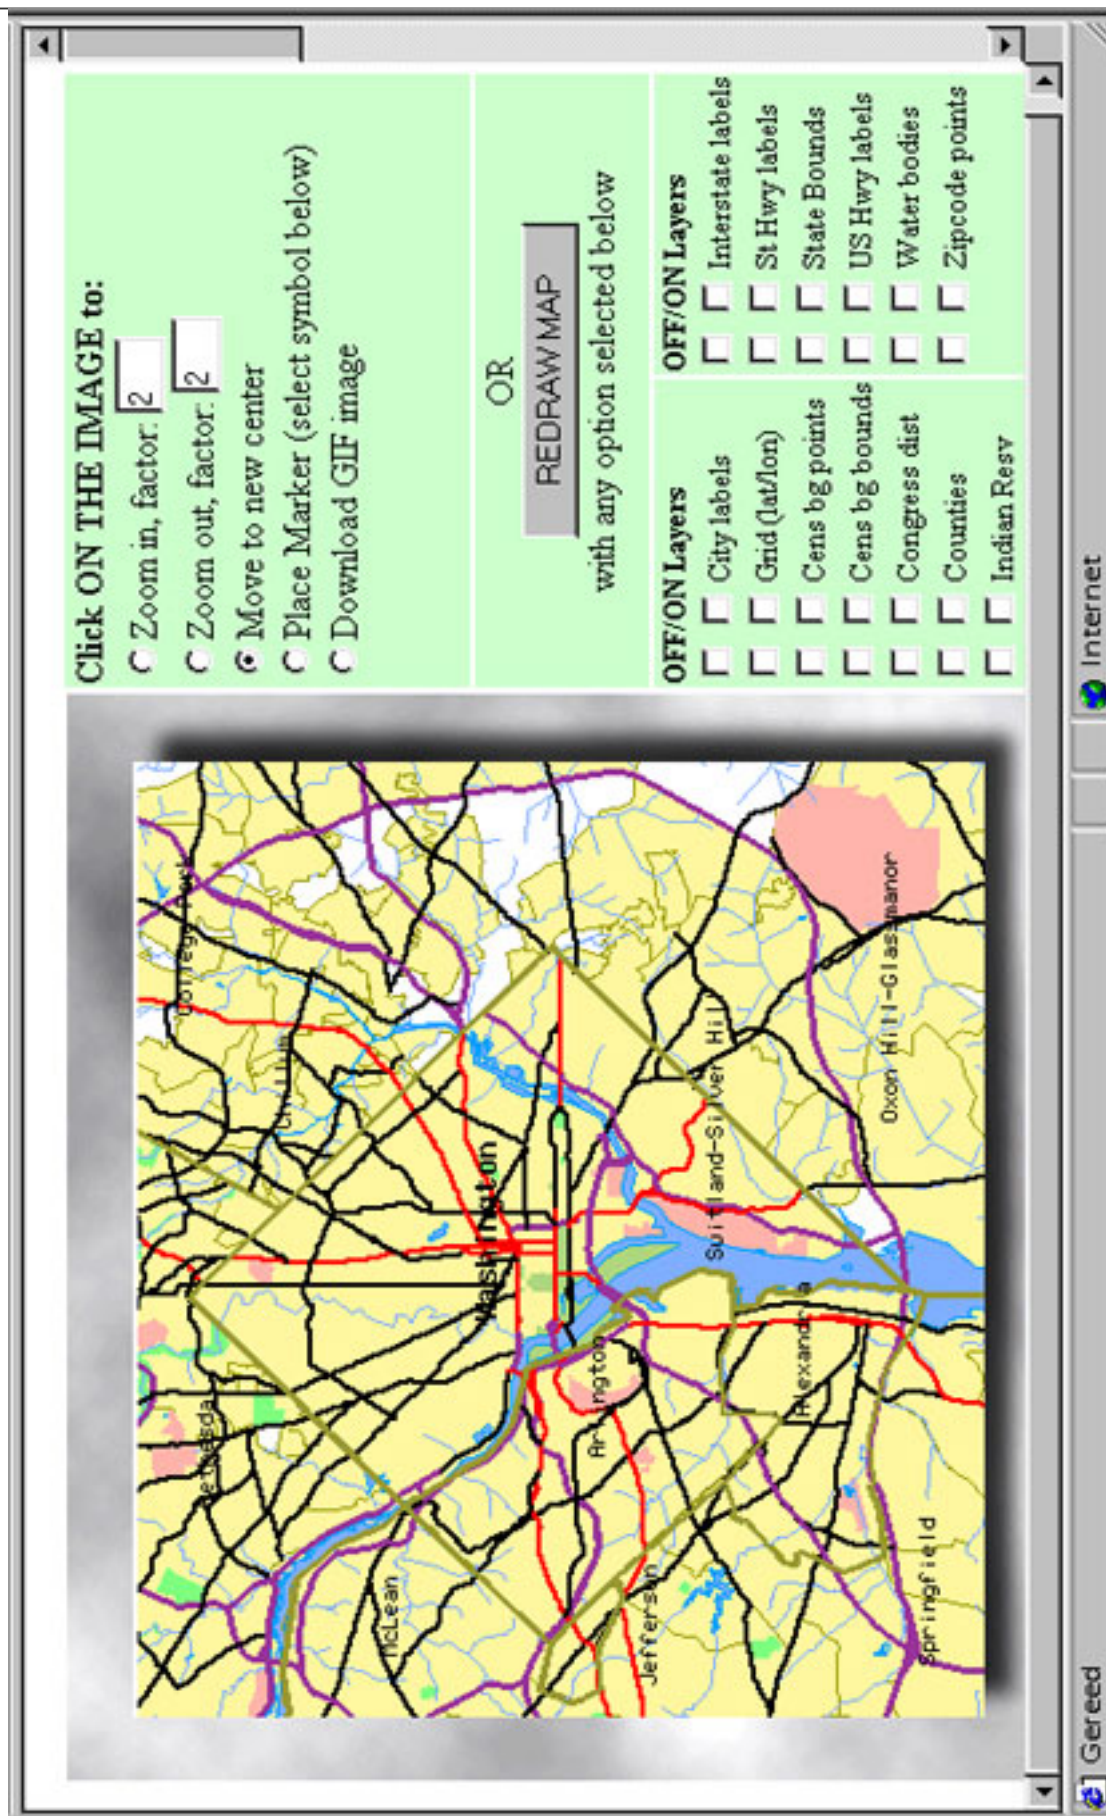 Click ON THE IMAGE to:
Zoom in, factor: 2
Zoom out, factor: 2
Move to new center
Place Marker (select symbol below)
Download GIF image
OR
REDRAW MAP
with any option selected below
OFF/ON Layers
City labels
Grid (lat/lon)
Cens bg points
Cens bg bounds
Congress dist
Counties
Indian Resv
OFF/ON Layers
Interstate labels
St Hwy labels
State Bounds
US Hwy labels
Water bodies
Zipcode points
College Park
Bethesda
Chillum
McLean
Washington
Arlington
Jefferson
Suitland-Silver Hill
Alexandria
Oxon Hill-Glassmanor
Springfield
Gereed
Internet